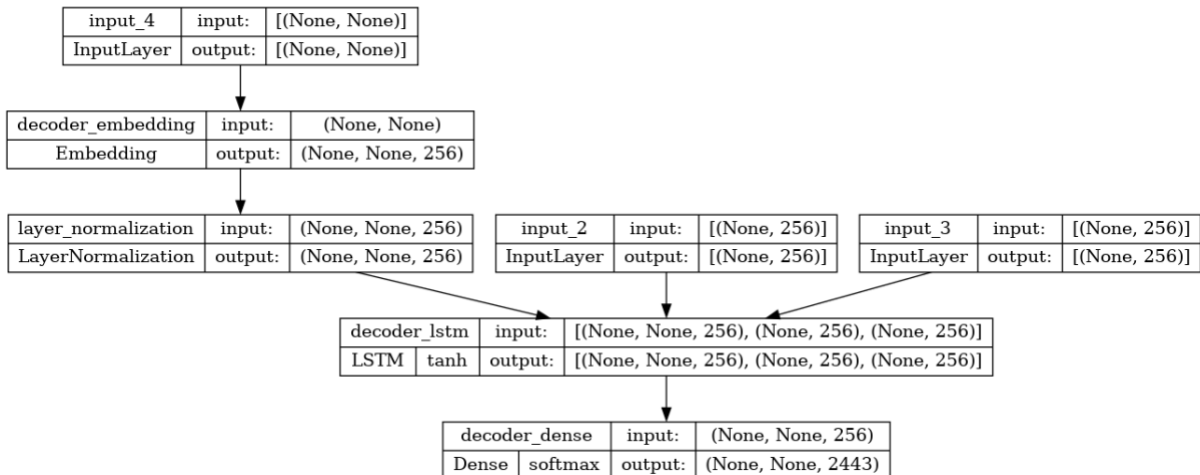 input_4 input: [(None, None)]
InputLayer output: [(None, None)]
decoder_embedding input: (None, None)
Embedding output: (None, None, 256)
layer_normalization input: (None, None, 256)
LayerNormalization output: (None, None, 256)
input_2 input: [(None, 256)]
InputLayer output: [(None, 256)]
input_3 input: [(None, 256)]
InputLayer output: [(None, 256)]
decoder_lstm input: [(None, None, 256), (None, 256), (None, 256)]
LSTM tanh output: [(None, None, 256), (None, 256), (None, 256)]
decoder_dense input: (None, None, 256)
Dense softmax output: (None, None, 2443)